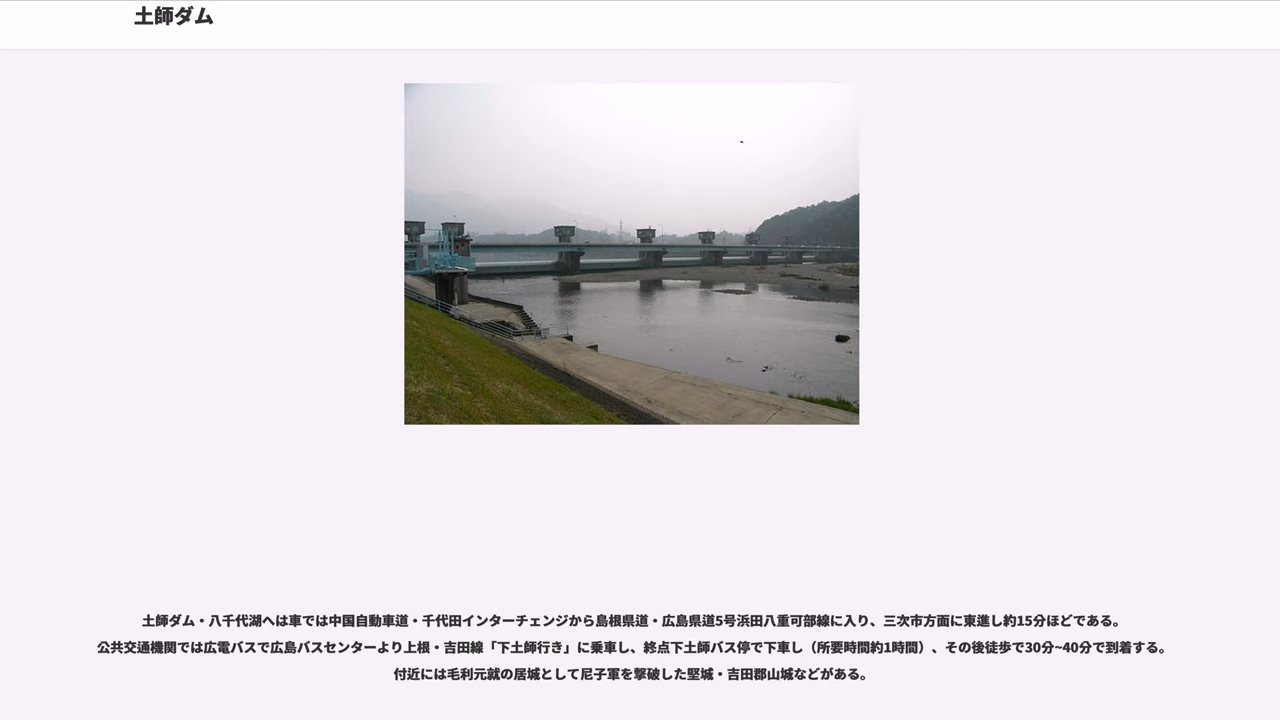 土師ダム
土師ダム・八千代湖へは車では中国自動車道・千代田インターチェンジから島根県道・広島県道5号浜田八重可部線に入り、三次市方面に東進し約15分ほどである。
公共交通機関では広電バスで広島バスセンターより上根・吉田線「下土師行き」に乗車し、終点下土師バス停で下車し（所要時間約1時間）、その後徒歩で30分~40分で到着する。
付近には毛利元就の居城として尼子軍を撃破した堅城・吉田郡山城などがある。